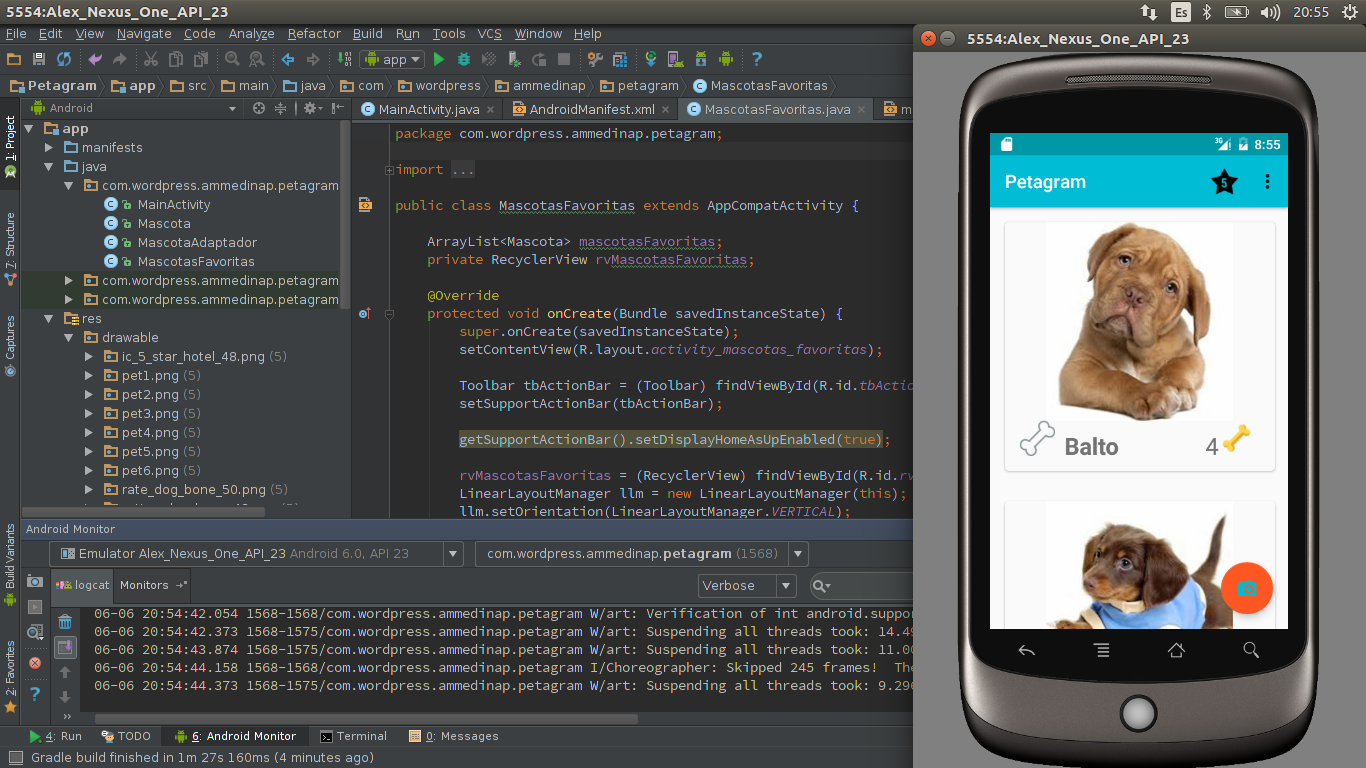 5554:Alex_Nexus_One_API_23
Es
20:55
File Edit View Navigate Code Analyze Refactor Build Run Tools VCS Window Help
5554:Alex_Nexus_One_API_23
app
Petagram app src main java com wordpress ammedinap petagram MascotasFavoritas
Android
MainActivity.java AndroidManifest.xml MascotasFavoritas.java
1: Project
7: Structure
Captures
Build Variants
2: Favorites
app
manifests
java
com.wordpress.ammedinap.petagram
MainActivity
Mascota
MascotaAdaptador
MascotasFavoritas
com.wordpress.ammedinap.petagram
com.wordpress.ammedinap.petagram
res
drawable
ic_5_star_hotel_48.png (5)
pet1.png (5)
pet2.png (5)
pet3.png (5)
pet4.png (5)
pet5.png (5)
pet6.png (5)
rate_dog_bone_50.png (5)
package com.wordpress.ammedinap.petagram;
import ...
public class MascotasFavoritas extends AppCompatActivity {
ArrayList<Mascota> mascotasFavoritas;
private RecyclerView rvMascotasFavoritas;
@Override
protected void onCreate(Bundle savedInstanceState) {
super.onCreate(savedInstanceState);
setContentView(R.layout.activity_mascotas_favoritas);
Toolbar tbActionBar = (Toolbar) findViewById(R.id.tbActio
setSupportActionBar(tbActionBar);
getSupportActionBar().setDisplayHomeAsUpEnabled(true);
rvMascotasFavoritas = (RecyclerView) findViewById(R.id.rv
LinearLayoutManager llm = new LinearLayoutManager(this);
llm.setOrientation(LinearLayoutManager.VERTICAL);
Android Monitor
Emulator Alex_Nexus_One_API_23 Android 6.0, API 23
com.wordpress.ammedinap.petagram (1568)
logcat Monitors
Verbose
06-06 20:54:42.054 1568-1568/com.wordpress.ammedinap.petagram W/art: Verification of int android.suppor
06-06 20:54:42.373 1568-1575/com.wordpress.ammedinap.petagram W/art: Suspending all threads took: 14.49
06-06 20:54:43.874 1568-1575/com.wordpress.ammedinap.petagram W/art: Suspending all threads took: 11.00
06-06 20:54:44.158 1568-1568/com.wordpress.ammedinap.petagram I/Choreographer: Skipped 245 frames! The
06-06 20:54:44.373 1568-1575/com.wordpress.ammedinap.petagram W/art: Suspending all threads took: 9.296
4: Run TODO 6: Android Monitor Terminal 0: Messages
Gradle build finished in 1m 27s 160ms (4 minutes ago)
3G
8:55
Petagram
5
Balto
4